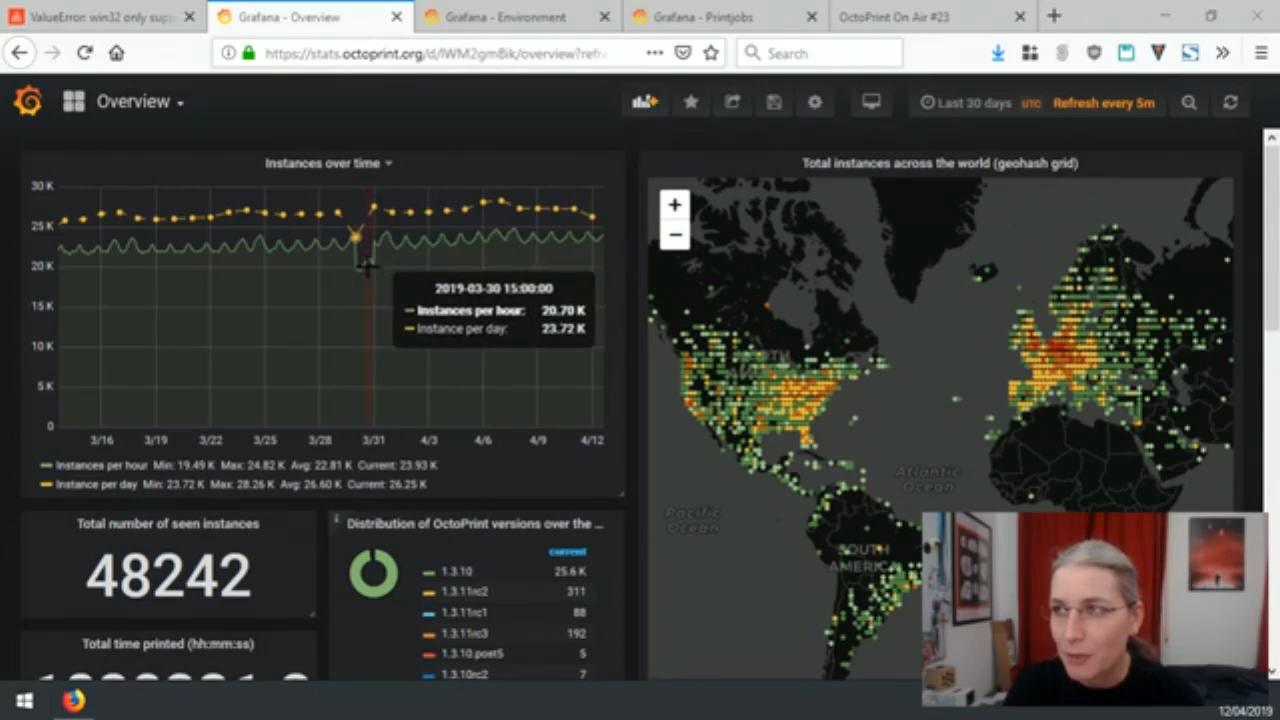 ValueError: win32 only supp
Grafana - Overview
Grafana - Environment
Grafana - Printjobs
OctoPrint On Air #23
https://stats.octoprint.org/d/IWM2gmBik/overview?refre
Search
Overview
Last 30 days UTC Refresh every 5m
Instances over time
Total instances across the world (geohash grid)
30 K
25 K
20 K
15 K
10 K
5 K
0
2019-03-30 15:00:00
Instances per hour: 20.70 K
Instance per day: 23.72 K
3/16 3/19 3/22 3/25 3/28 3/31 4/3 4/6 4/9 4/12
Instances per hour Min: 19.49 K Max: 24.82 K Avg: 22.81 K Current: 23.93 K
Instance per day Min: 23.72 K Max: 28.26 K Avg: 26.60 K Current: 26.25 K
Atlantic
Ocean
Pacific
Ocean
SOUTH
AMERICA
Total number of seen instances
48242
Distribution of OctoPrint versions over the ...
current
1.3.10 25.6 K
1.3.11rc2 311
1.3.11rc1 88
1.3.11rc3 192
1.3.10.post5 5
1.3.10rc2 7
Total time printed (hh:mm:ss)
12/04/2019